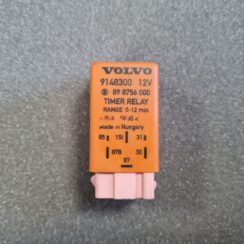 VOLVO
9148300 12V
89 8756 000
TIMER RELAY
RANGE 0-12 min
Made in Hungary
85 15I 31
87B 30
87